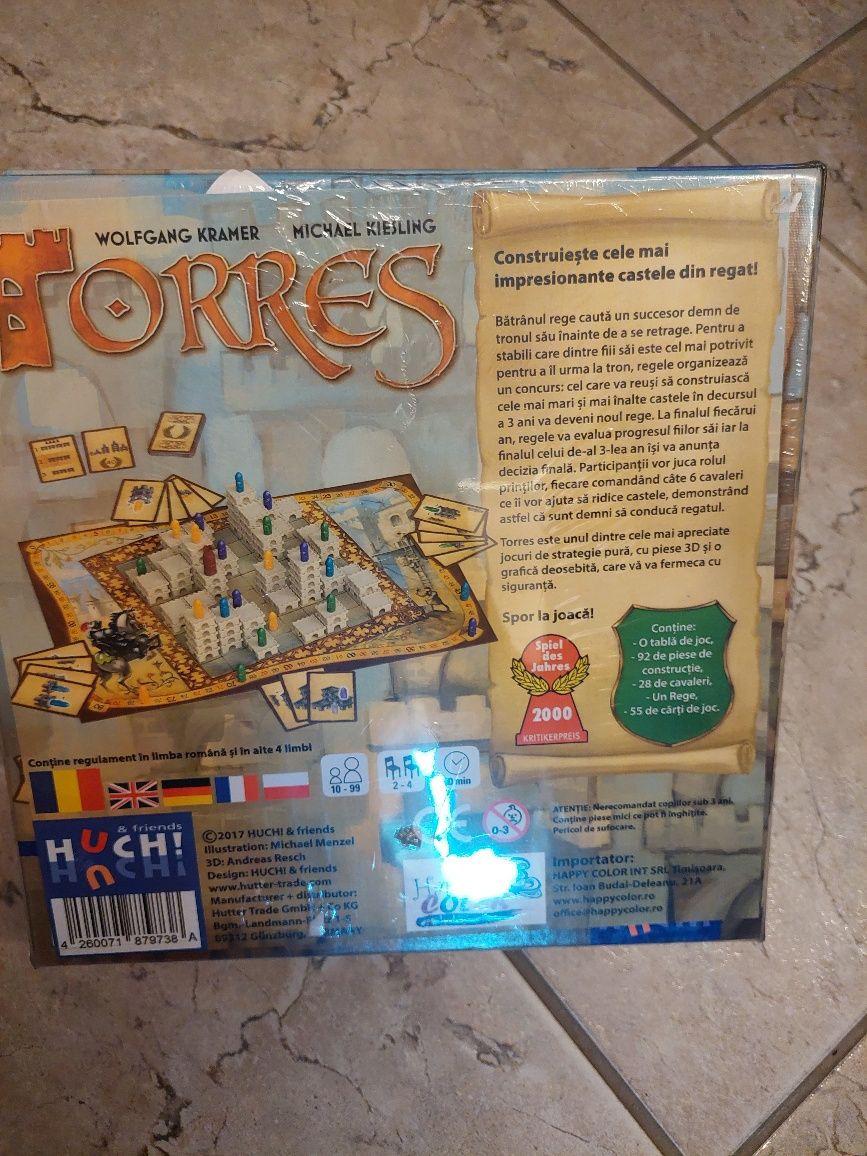 WOLFGANG KRAMER MICHAEL KIESLING
TORRES
Construiește cele mai
impresionante castele din regat!
Bătrânul rege caută un succesor demn de
tronul său înainte de a se retrage. Pentru a
stabili care dintre fiii săi este cel mai potrivit
pentru a îl urma la tron, regele organizează
un concurs: cel care va reuși să construiască
cele mai mari și mai înalte castele în decursul
a 3 ani va deveni noul rege. La finalul fiecărui
an, regele va evalua progresul fiilor săi iar la
finalul celui de-al 3-lea an își va anunța
decizia finală. Participanții vor juca rolul
prinților, fiecare comandând câte 6 cavaleri
ce îi vor ajuta să ridice castele, demonstrând
astfel că sunt demni să conducă regatul.
Torres este unul dintre cele mai apreciate
jocuri de strategie pură, cu piese 3D și o
grafică deosebită, care vă va fermeca cu
siguranță.
Spor la joacă!
Spiel
des
Jahres
2000
KRITIKERPREIS
Conține:
- O tablă de joc,
- 92 de piese de
construcție,
- 28 de cavaleri,
- Un Rege,
- 55 de cărți de joc.
Conține regulament în limba română și în alte 4 limbi
10 - 99
2 - 4
min
0-3
CE
ATENȚIE: Nerecomandat copiilor sub 3 ani.
Conține piese mici ce pot fi înghițite.
Pericol de sufocare.
& friends
HUCH!
©2017 HUCH! & friends
Illustration: Michael Menzel
3D: Andreas Resch
Design: HUCH! & friends
www.hutter-trade.com
Manufacturer + distributor:
Hutter Trade GmbH + Co KG
Bgm.-Landmann-
89312 Günzburg, GERMANY
4 260071 879738 A
COLOR
Importator:
HAPPY COLOR INT SRL Timișoara,
Str. Ioan Budai-Deleanu, 21A
www.happycolor.ro
office@happycolor.ro